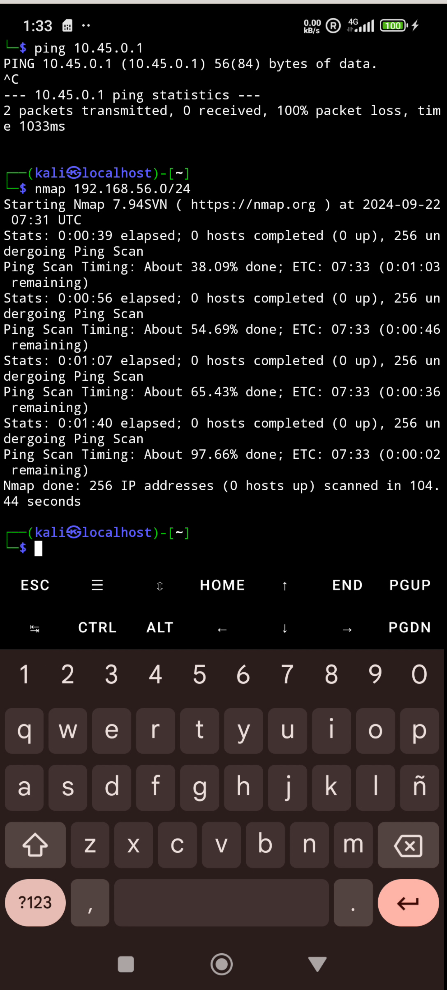 1:33
0.00 kB/s R 4G 100
└─$ ping 10.45.0.1
PING 10.45.0.1 (10.45.0.1) 56(84) bytes of data.
^C
--- 10.45.0.1 ping statistics ---
2 packets transmitted, 0 received, 100% packet loss, tim
e 1033ms
┌──(kali㉿localhost)-[~]
└─$ nmap 192.168.56.0/24
Starting Nmap 7.94SVN ( https://nmap.org ) at 2024-09-22
 07:31 UTC
Stats: 0:00:39 elapsed; 0 hosts completed (0 up), 256 un
dergoing Ping Scan
Ping Scan Timing: About 38.09% done; ETC: 07:33 (0:01:03
 remaining)
Stats: 0:00:56 elapsed; 0 hosts completed (0 up), 256 un
dergoing Ping Scan
Ping Scan Timing: About 54.69% done; ETC: 07:33 (0:00:46
 remaining)
Stats: 0:01:07 elapsed; 0 hosts completed (0 up), 256 un
dergoing Ping Scan
Ping Scan Timing: About 65.43% done; ETC: 07:33 (0:00:36
 remaining)
Stats: 0:01:40 elapsed; 0 hosts completed (0 up), 256 un
dergoing Ping Scan
Ping Scan Timing: About 97.66% done; ETC: 07:33 (0:00:02
 remaining)
Nmap done: 256 IP addresses (0 hosts up) scanned in 104.
44 seconds
┌──(kali㉿localhost)-[~]
└─$
ESC ☰ ↕ HOME ↑ END PGUP
↹ CTRL ALT ← ↓ → PGDN
1 2 3 4 5 6 7 8 9 0
q w e r t y u i o p
a s d f g h j k l ñ
z x c v b n m
?123 , .